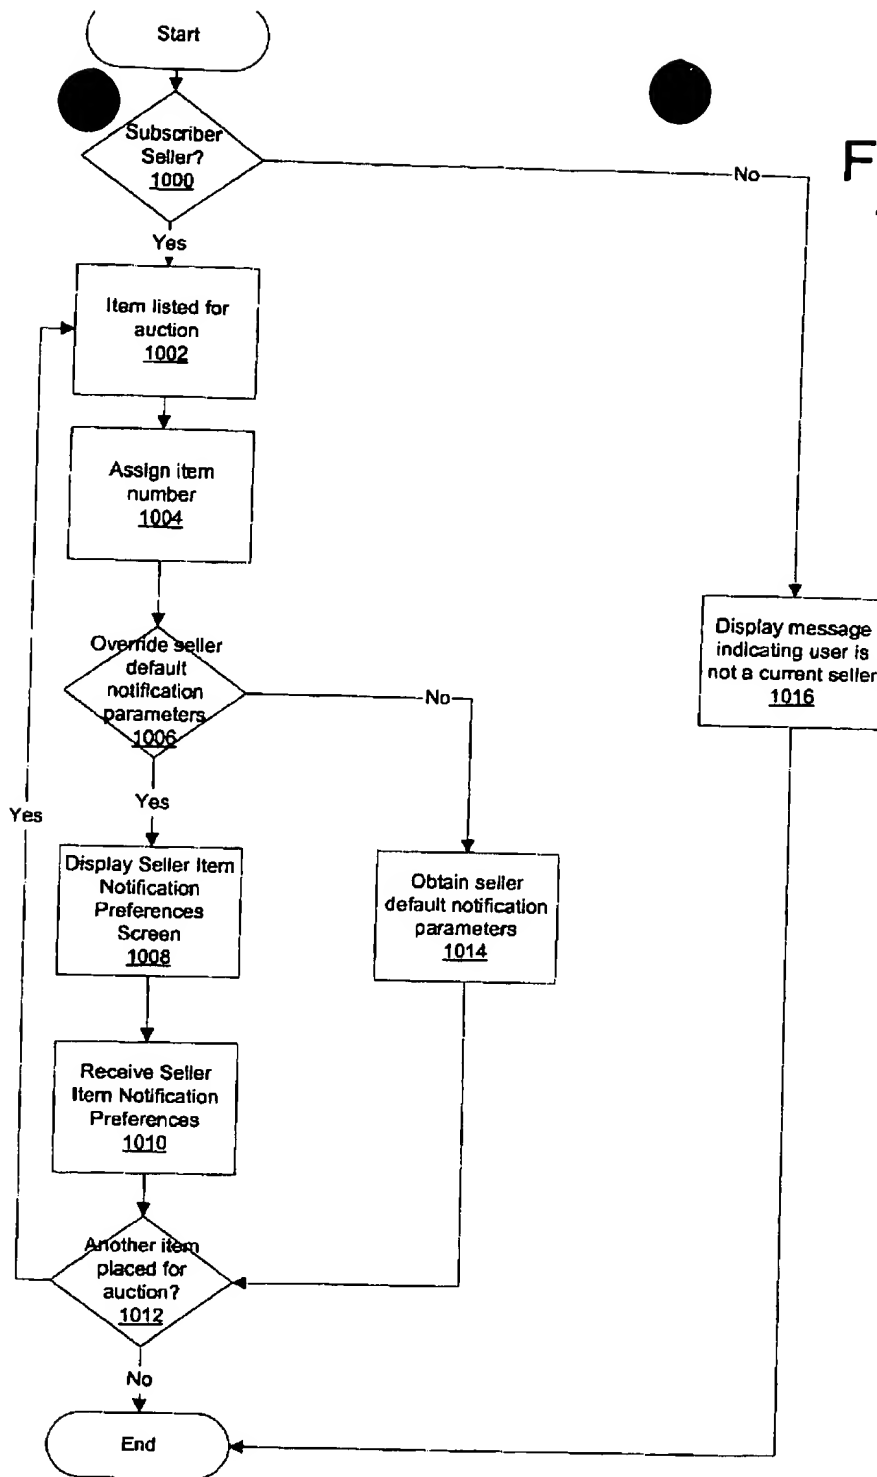 Start
Subscriber
Seller?
1000
No
F
Yes
Item listed for
auction
1002
Assign item
number
1004
Override seller
default
notification
parameters
1006
No
Display message
indicating user is
not a current seller
1016
Yes
Yes
Display Seller Item
Notification
Preferences
Screen
1008
Obtain seller
default notification
parameters
1014
Receive Seller
Item Notification
Preferences
1010
Another item
placed for
auction?
1012
No
End